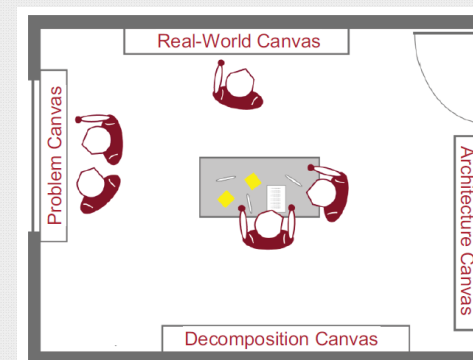 Real-World Canvas
Problem Canvas
Architecture Canvas
Decomposition Canvas